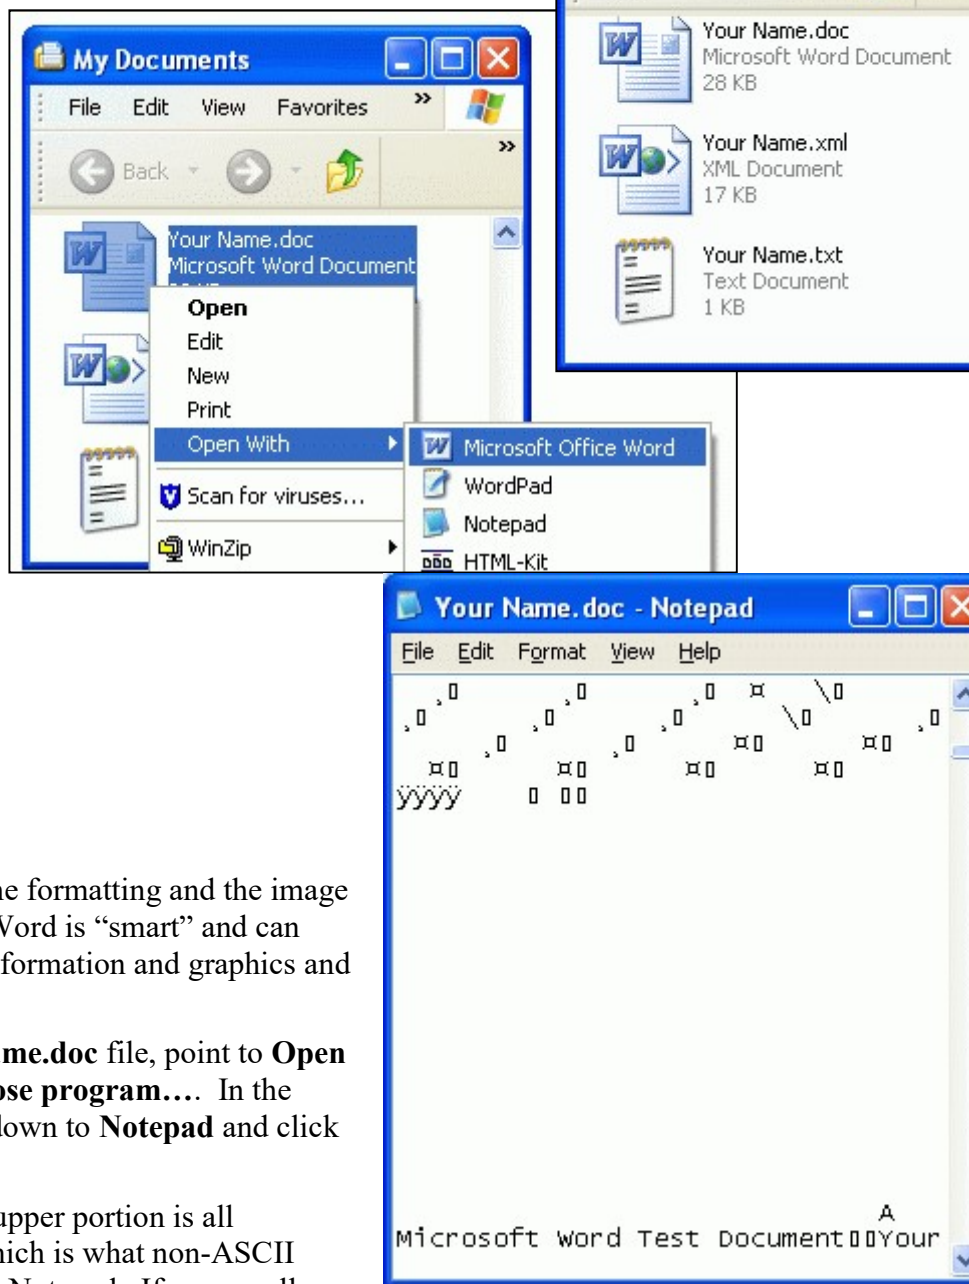 My Documents
File Edit View Favorites »
Back »
Your Name.doc
Microsoft Word Document
Open
Edit
New
Print
Open With
Scan for viruses...
WinZip
Microsoft Office Word
WordPad
Notepad
HTML-Kit
Your Name.doc
Microsoft Word Document
28 KB
Your Name.xml
XML Document
17 KB
Your Name.txt
Text Document
1 KB
Your Name.doc - Notepad
File Edit Format View Help
ÿÿÿÿ
A
Microsoft Word Test Document Your
formatting and the image
Word is “smart” and can
formation and graphics and
me.doc file, point to Open
ose program…. In the
down to Notepad and click
upper portion is all
which is what non-ASCII